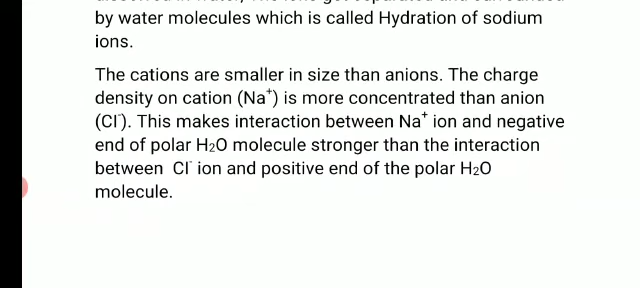 by water molecules which is called Hydration of sodium
ions.
The cations are smaller in size than anions. The charge
density on cation (Na⁺) is more concentrated than anion
(Cl⁻). This makes interaction between Na⁺ ion and negative
end of polar H₂O molecule stronger than the interaction
between Cl⁻ ion and positive end of the polar H₂O
molecule.